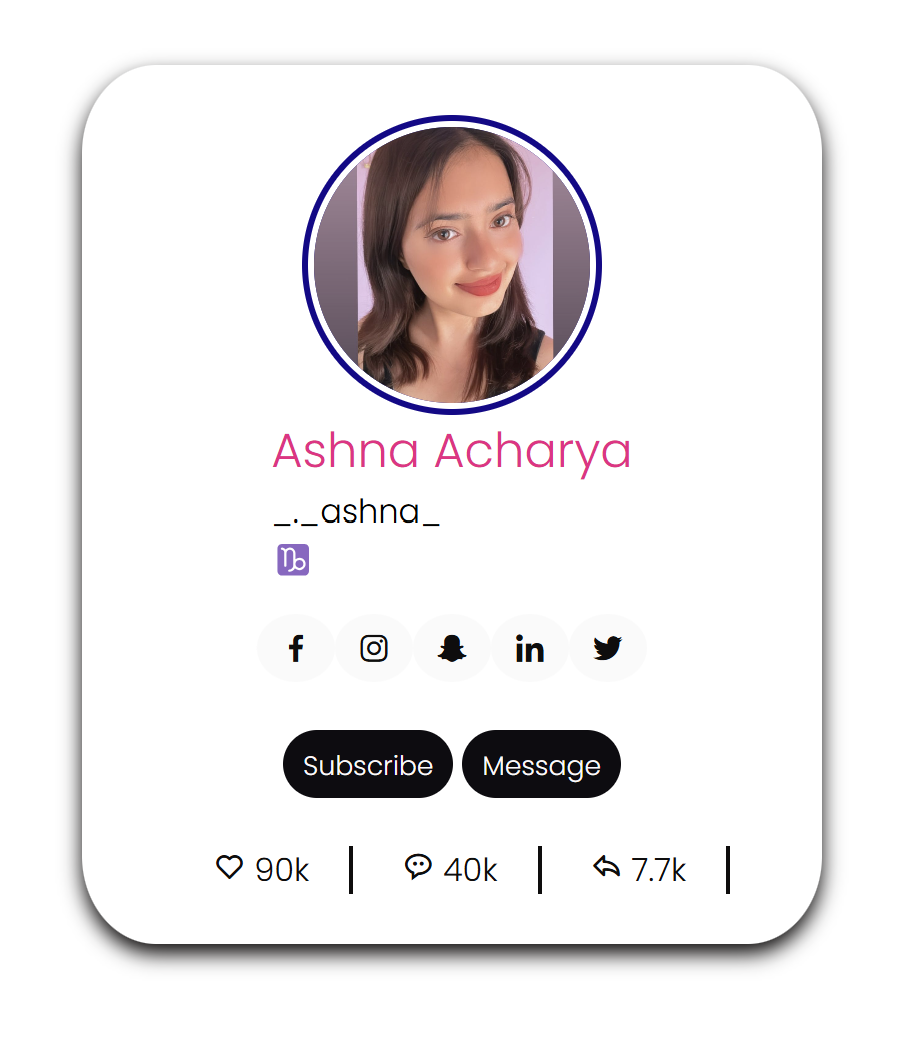 Ashna Acharya
_._ashna_
♑
Subscribe Message
90k 40k 7.7k